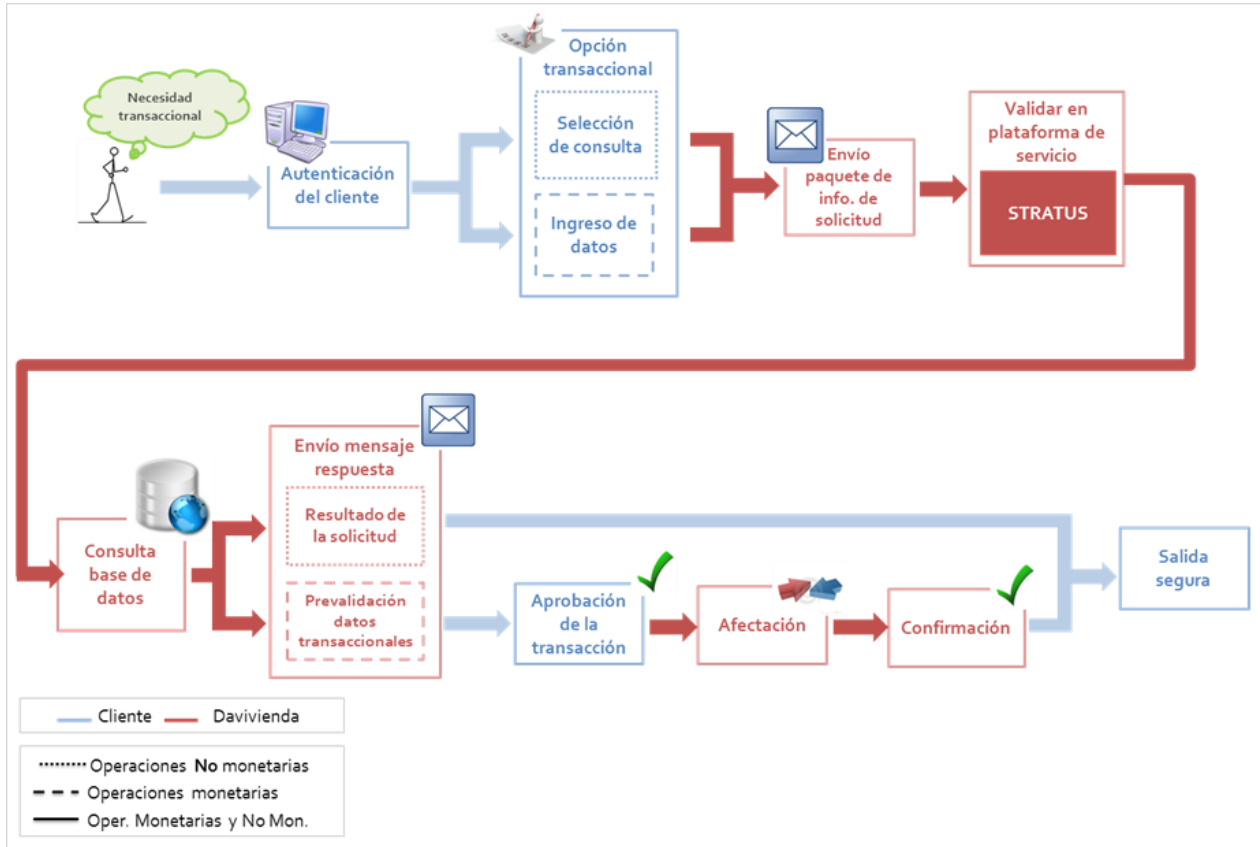 Necesidad
transaccional
Autenticación
del cliente
Opción
transaccional
Selección
de consulta
Ingreso de
datos
Envío
paquete de
info. de
solicitud
Validar en
plataforma de
servicio
STRATUS
Consulta
base de
datos
Envío mensaje
respuesta
Resultado de
la solicitud
Prevalidación
datos
transaccionales
Aprobación
de la
transacción
Afectación
Confirmación
Salida
segura
Cliente
Davivienda
Operaciones No monetarias
Operaciones monetarias
Oper. Monetarias y No Mon.